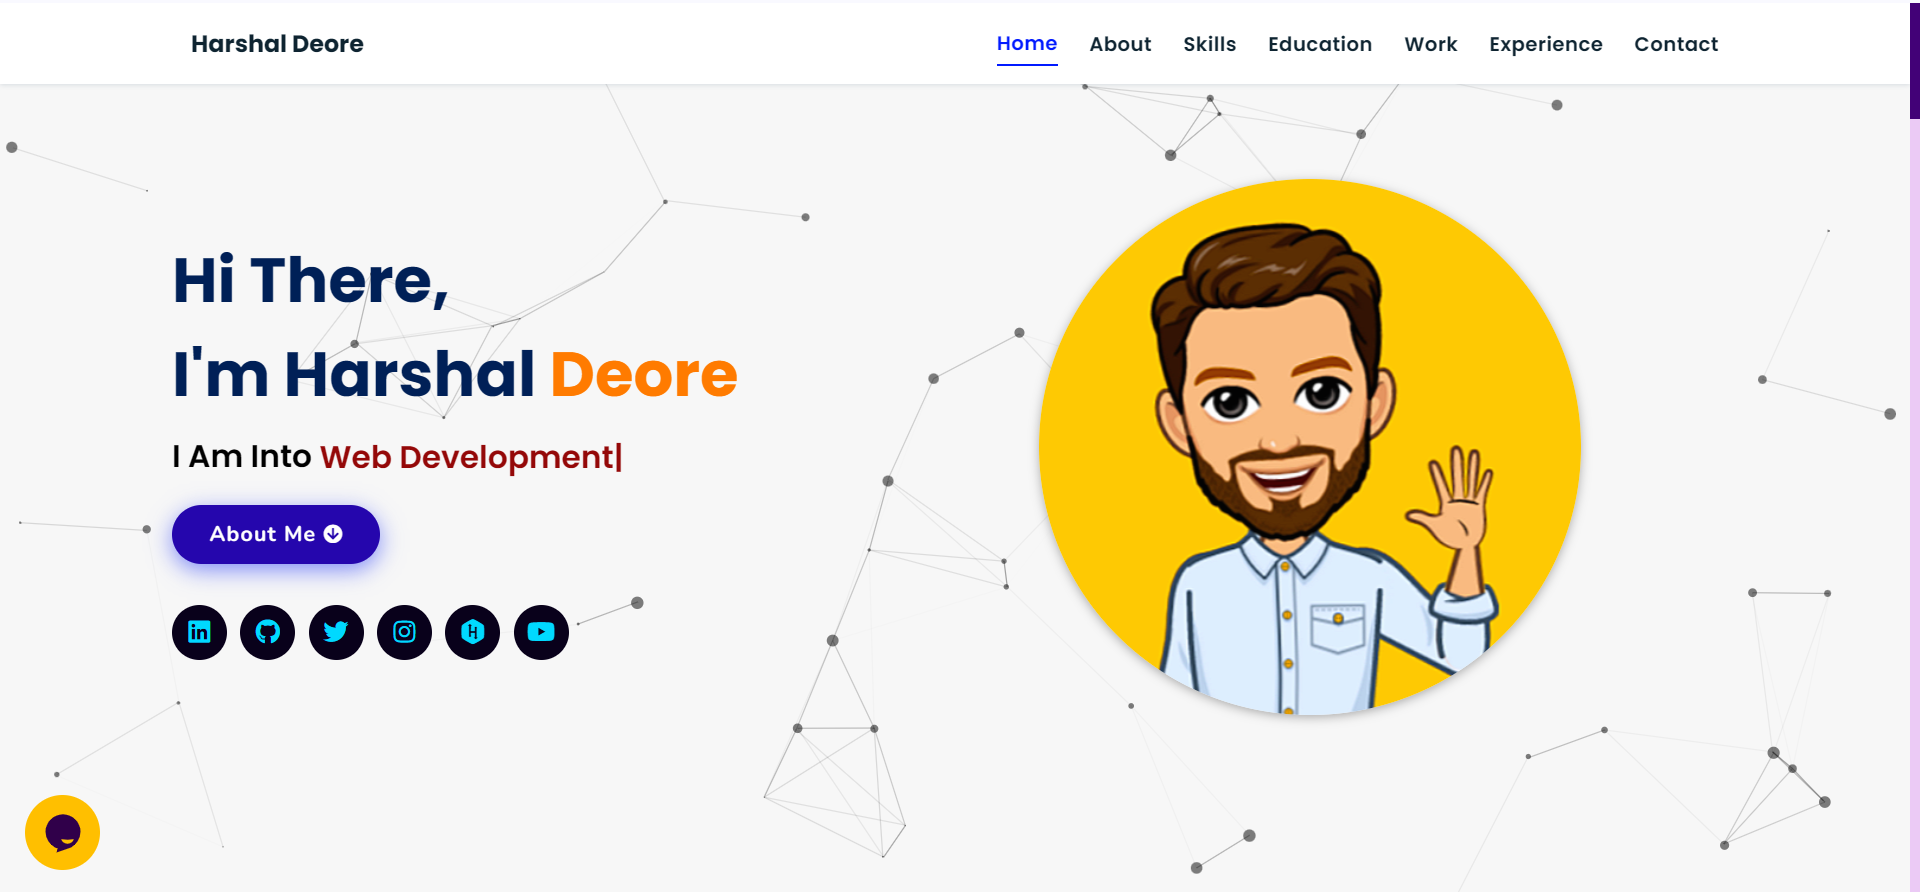 Harshal Deore
Home About Skills Education Work Experience Contact
Hi There,
I'm Harshal Deore
I Am Into Web Development|
About Me